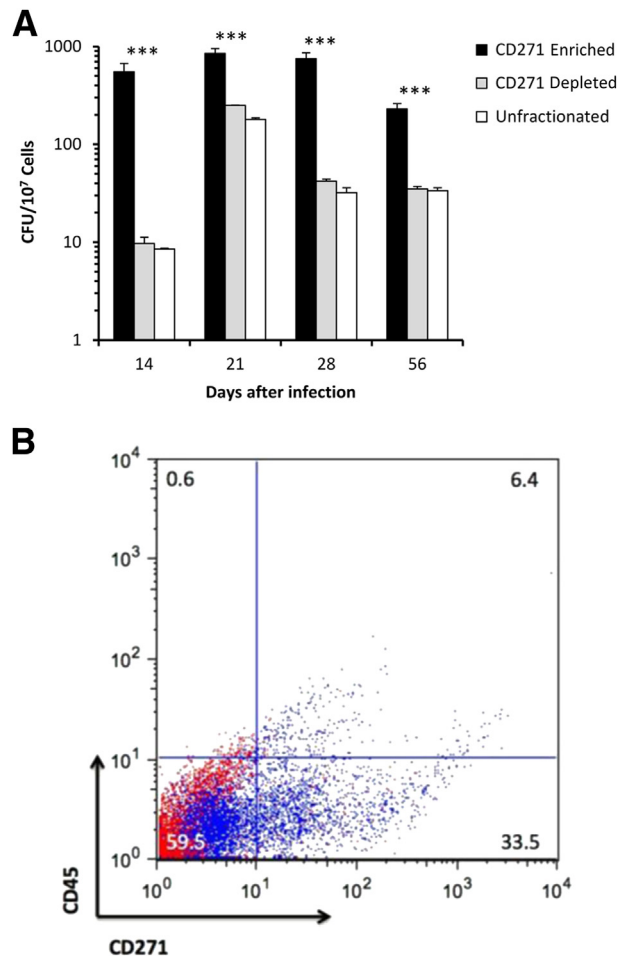 A
1000
100
10
1
CFU/10⁷ Cells
*** *** *** ***
14 21 28 56
Days after infection
CD271 Enriched
CD271 Depleted
Unfractionated
B
10⁴
10³
10²
10¹
10⁰
0.6 6.4
59.5 33.5
10⁰ 10¹ 10² 10³ 10⁴
CD45
CD271